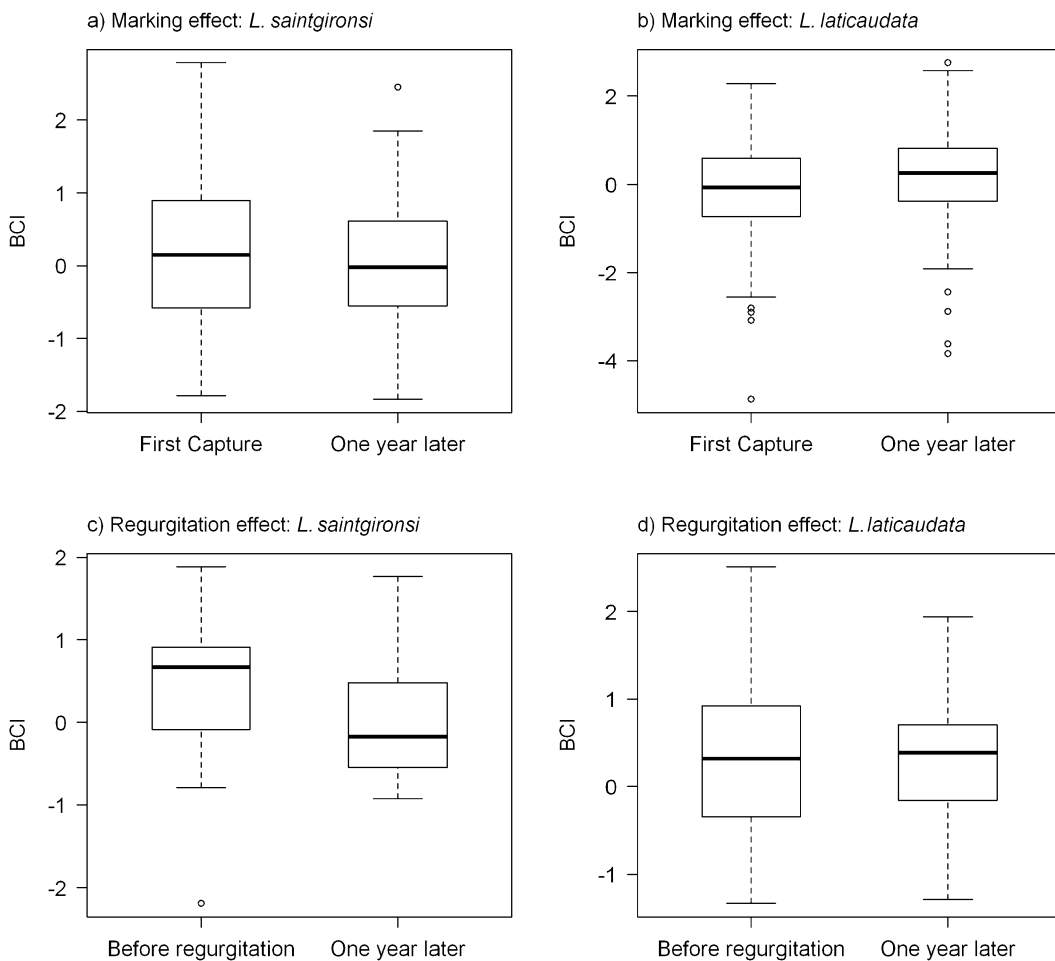 a) Marking effect: L. saintgironsi
BCI
2
1
0
-1
-2
First Capture One year later
b) Marking effect: L. laticaudata
BCI
2
0
-2
-4
First Capture One year later
c) Regurgitation effect: L. saintgironsi
BCI
2
1
0
-1
-2
Before regurgitation One year later
d) Regurgitation effect: L. laticaudata
BCI
2
1
0
-1
Before regurgitation One year later